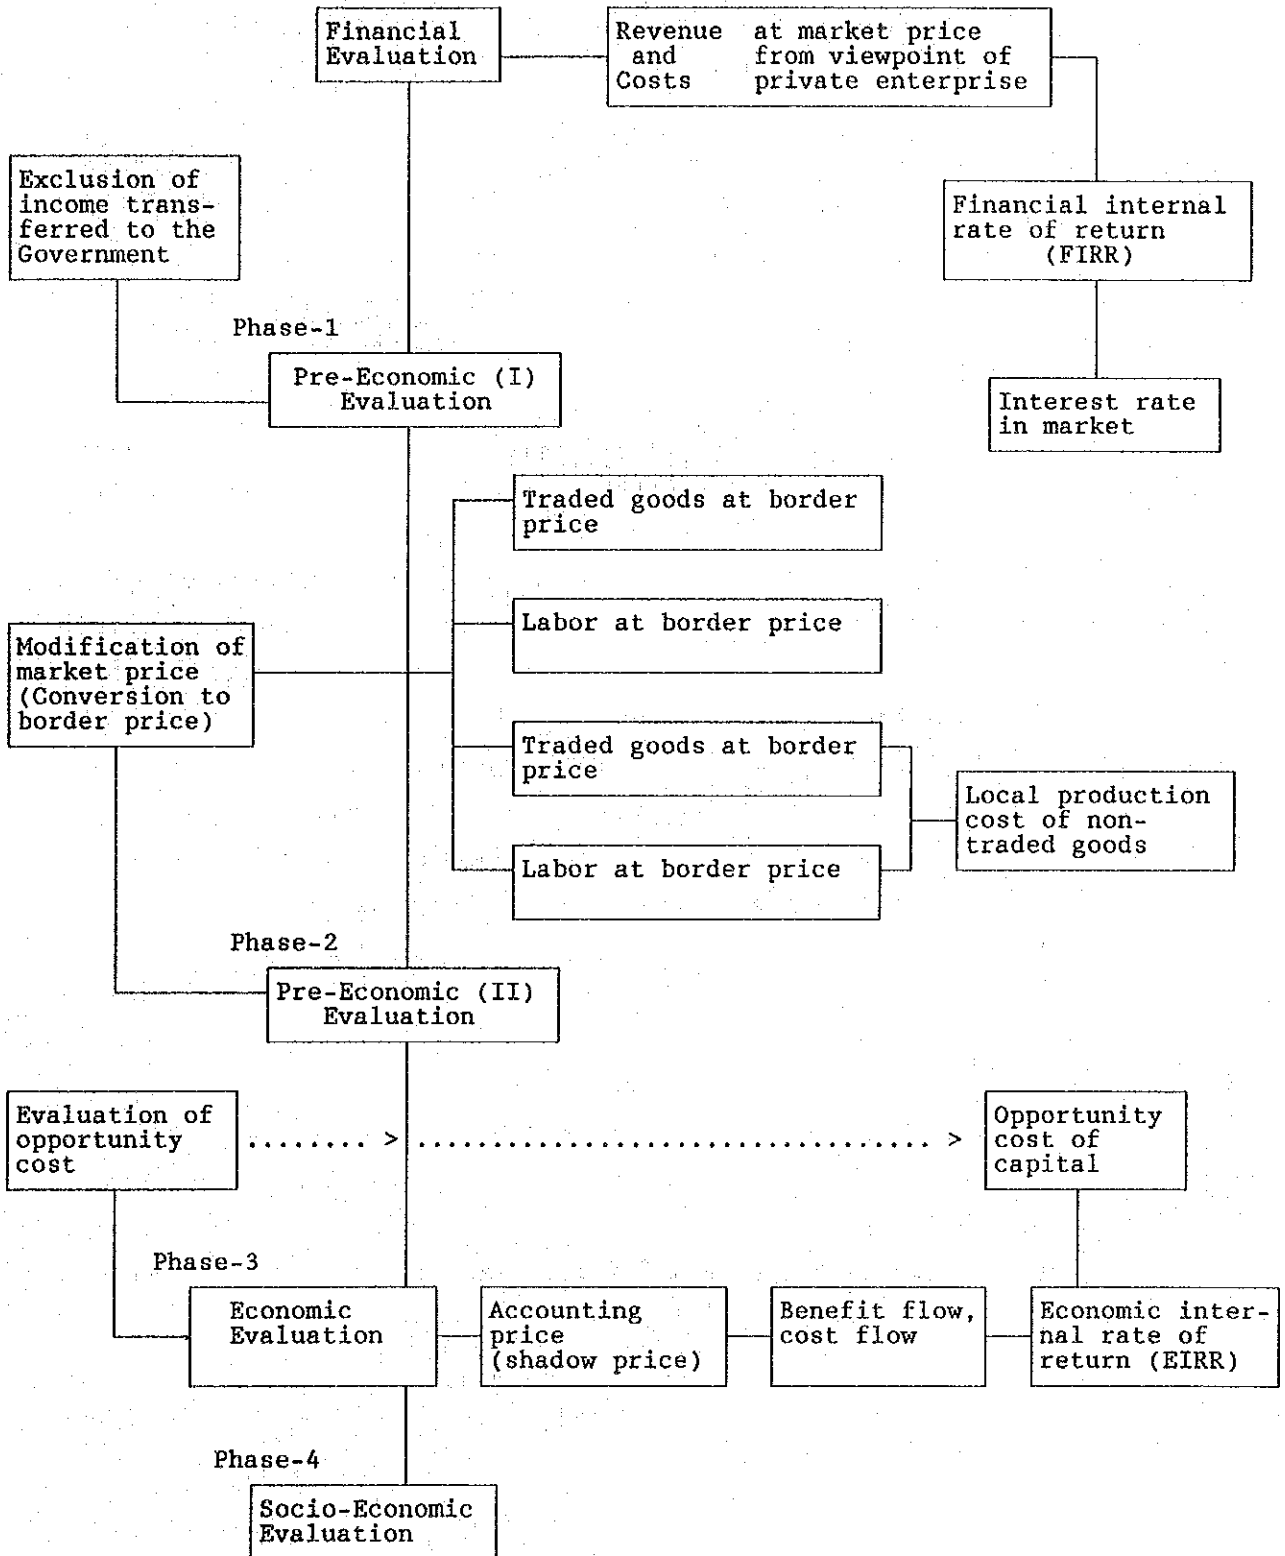 Financial
Evaluation
Revenue at market price
and from viewpoint of
Costs private enterprise
Exclusion of
income trans-
ferred to the
Government
Financial internal
rate of return
(FIRR)
Phase-1
Pre-Economic (I)
Evaluation
Interest rate
in market
Traded goods at border
price
Labor at border price
Modification of
market price
(Conversion to
border price)
Traded goods at border
price
Local production
cost of non-
traded goods
Labor at border price
Phase-2
Pre-Economic (II)
Evaluation
Evaluation of
opportunity
cost
........ > ................................... >
Opportunity
cost of
capital
Phase-3
Economic
Evaluation
Accounting
price
(shadow price)
Benefit flow,
cost flow
Economic inter-
nal rate of
return (EIRR)
Phase-4
Socio-Economic
Evaluation